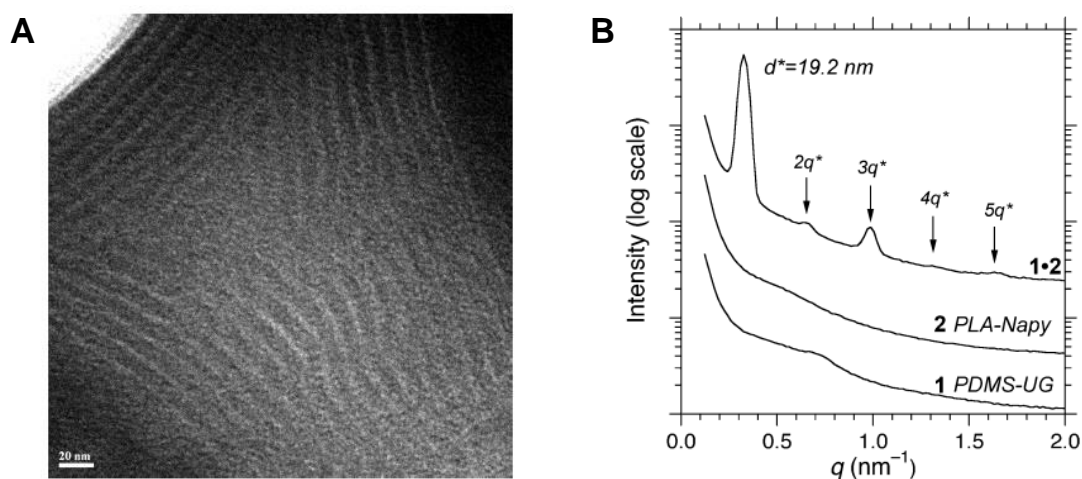 A
20 nm
B
d*=19.2 nm
2q*
3q*
4q*
5q*
1•2
2 PLA-Napy
1 PDMS-UG
Intensity (log scale)
0.0 0.5 1.0 1.5 2.0
q (nm⁻¹)